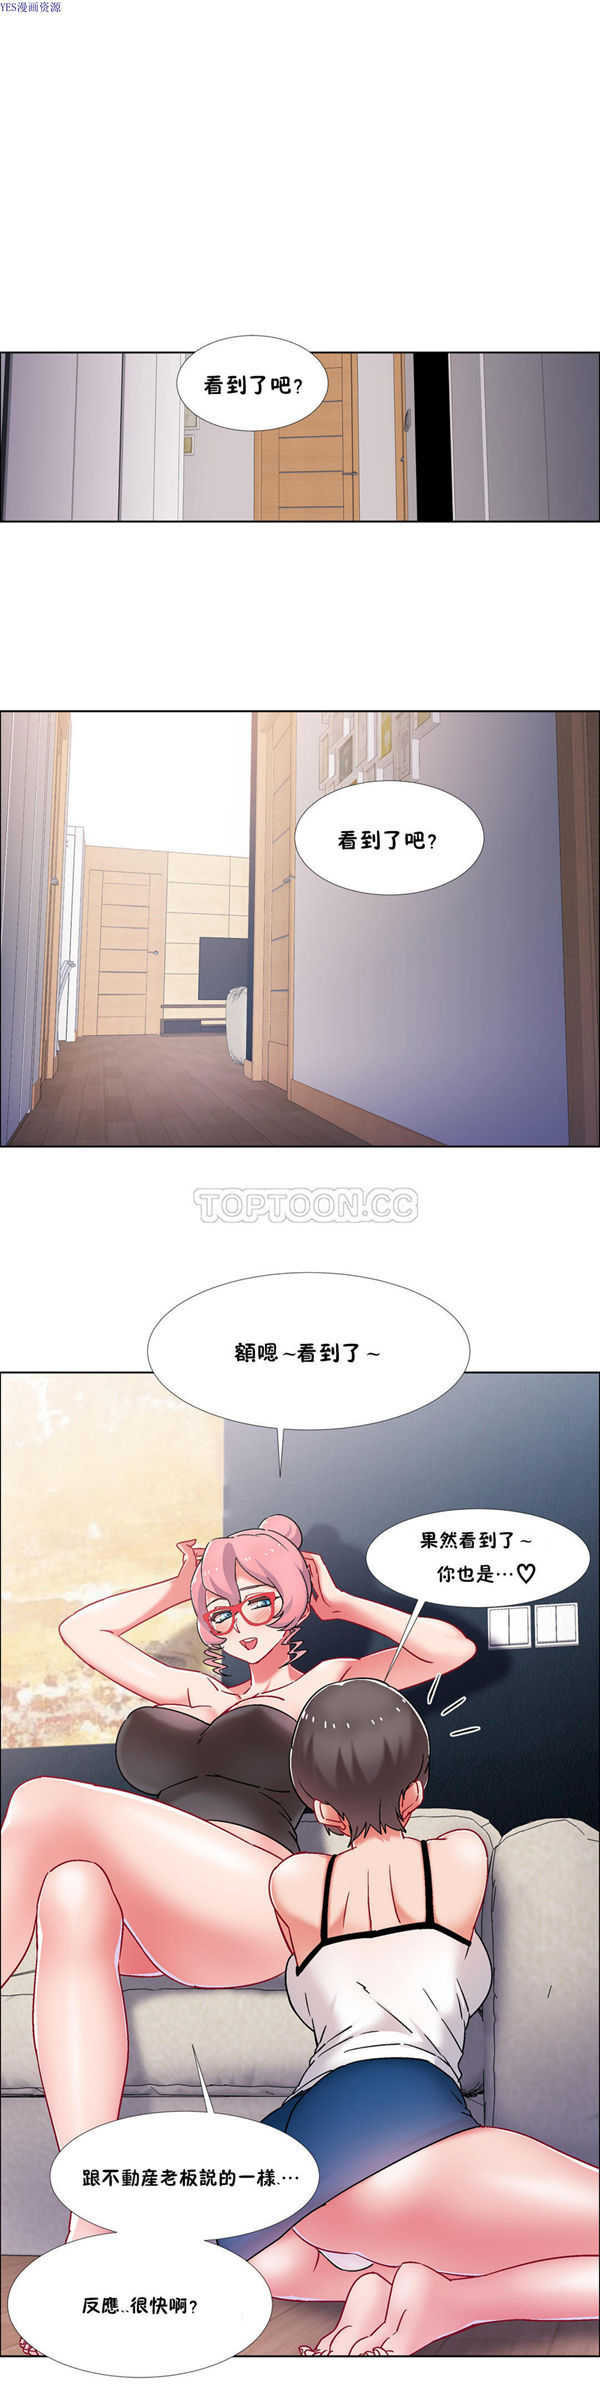 YES漫画资源
看到了吧?
看到了吧?
TOPTOON.CC
額嗯~看到了~
果然看到了~
你也是…♡
跟不動産老板説的一樣…
反應..很快啊?